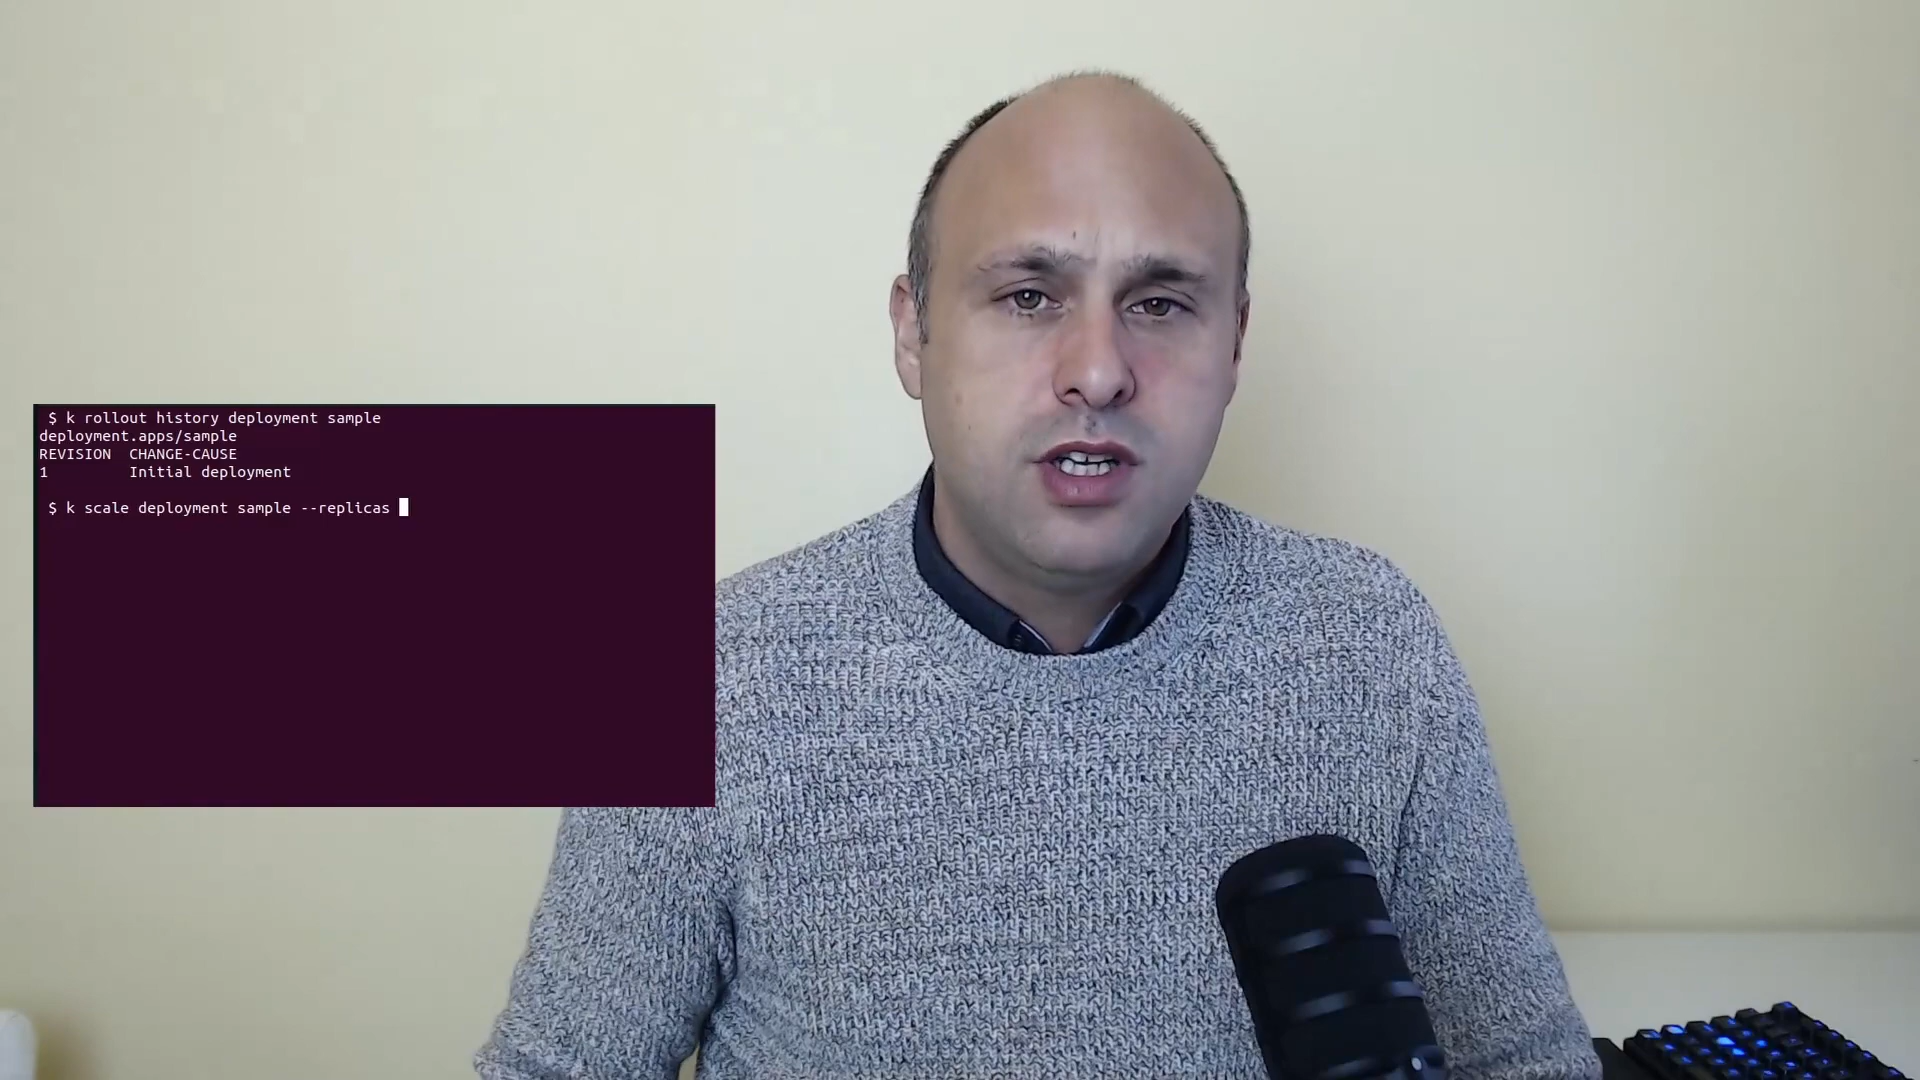 $ k rollout history deployment sample
deployment.apps/sample
REVISION  CHANGE-CAUSE
1         Initial deployment
$ k scale deployment sample --replicas